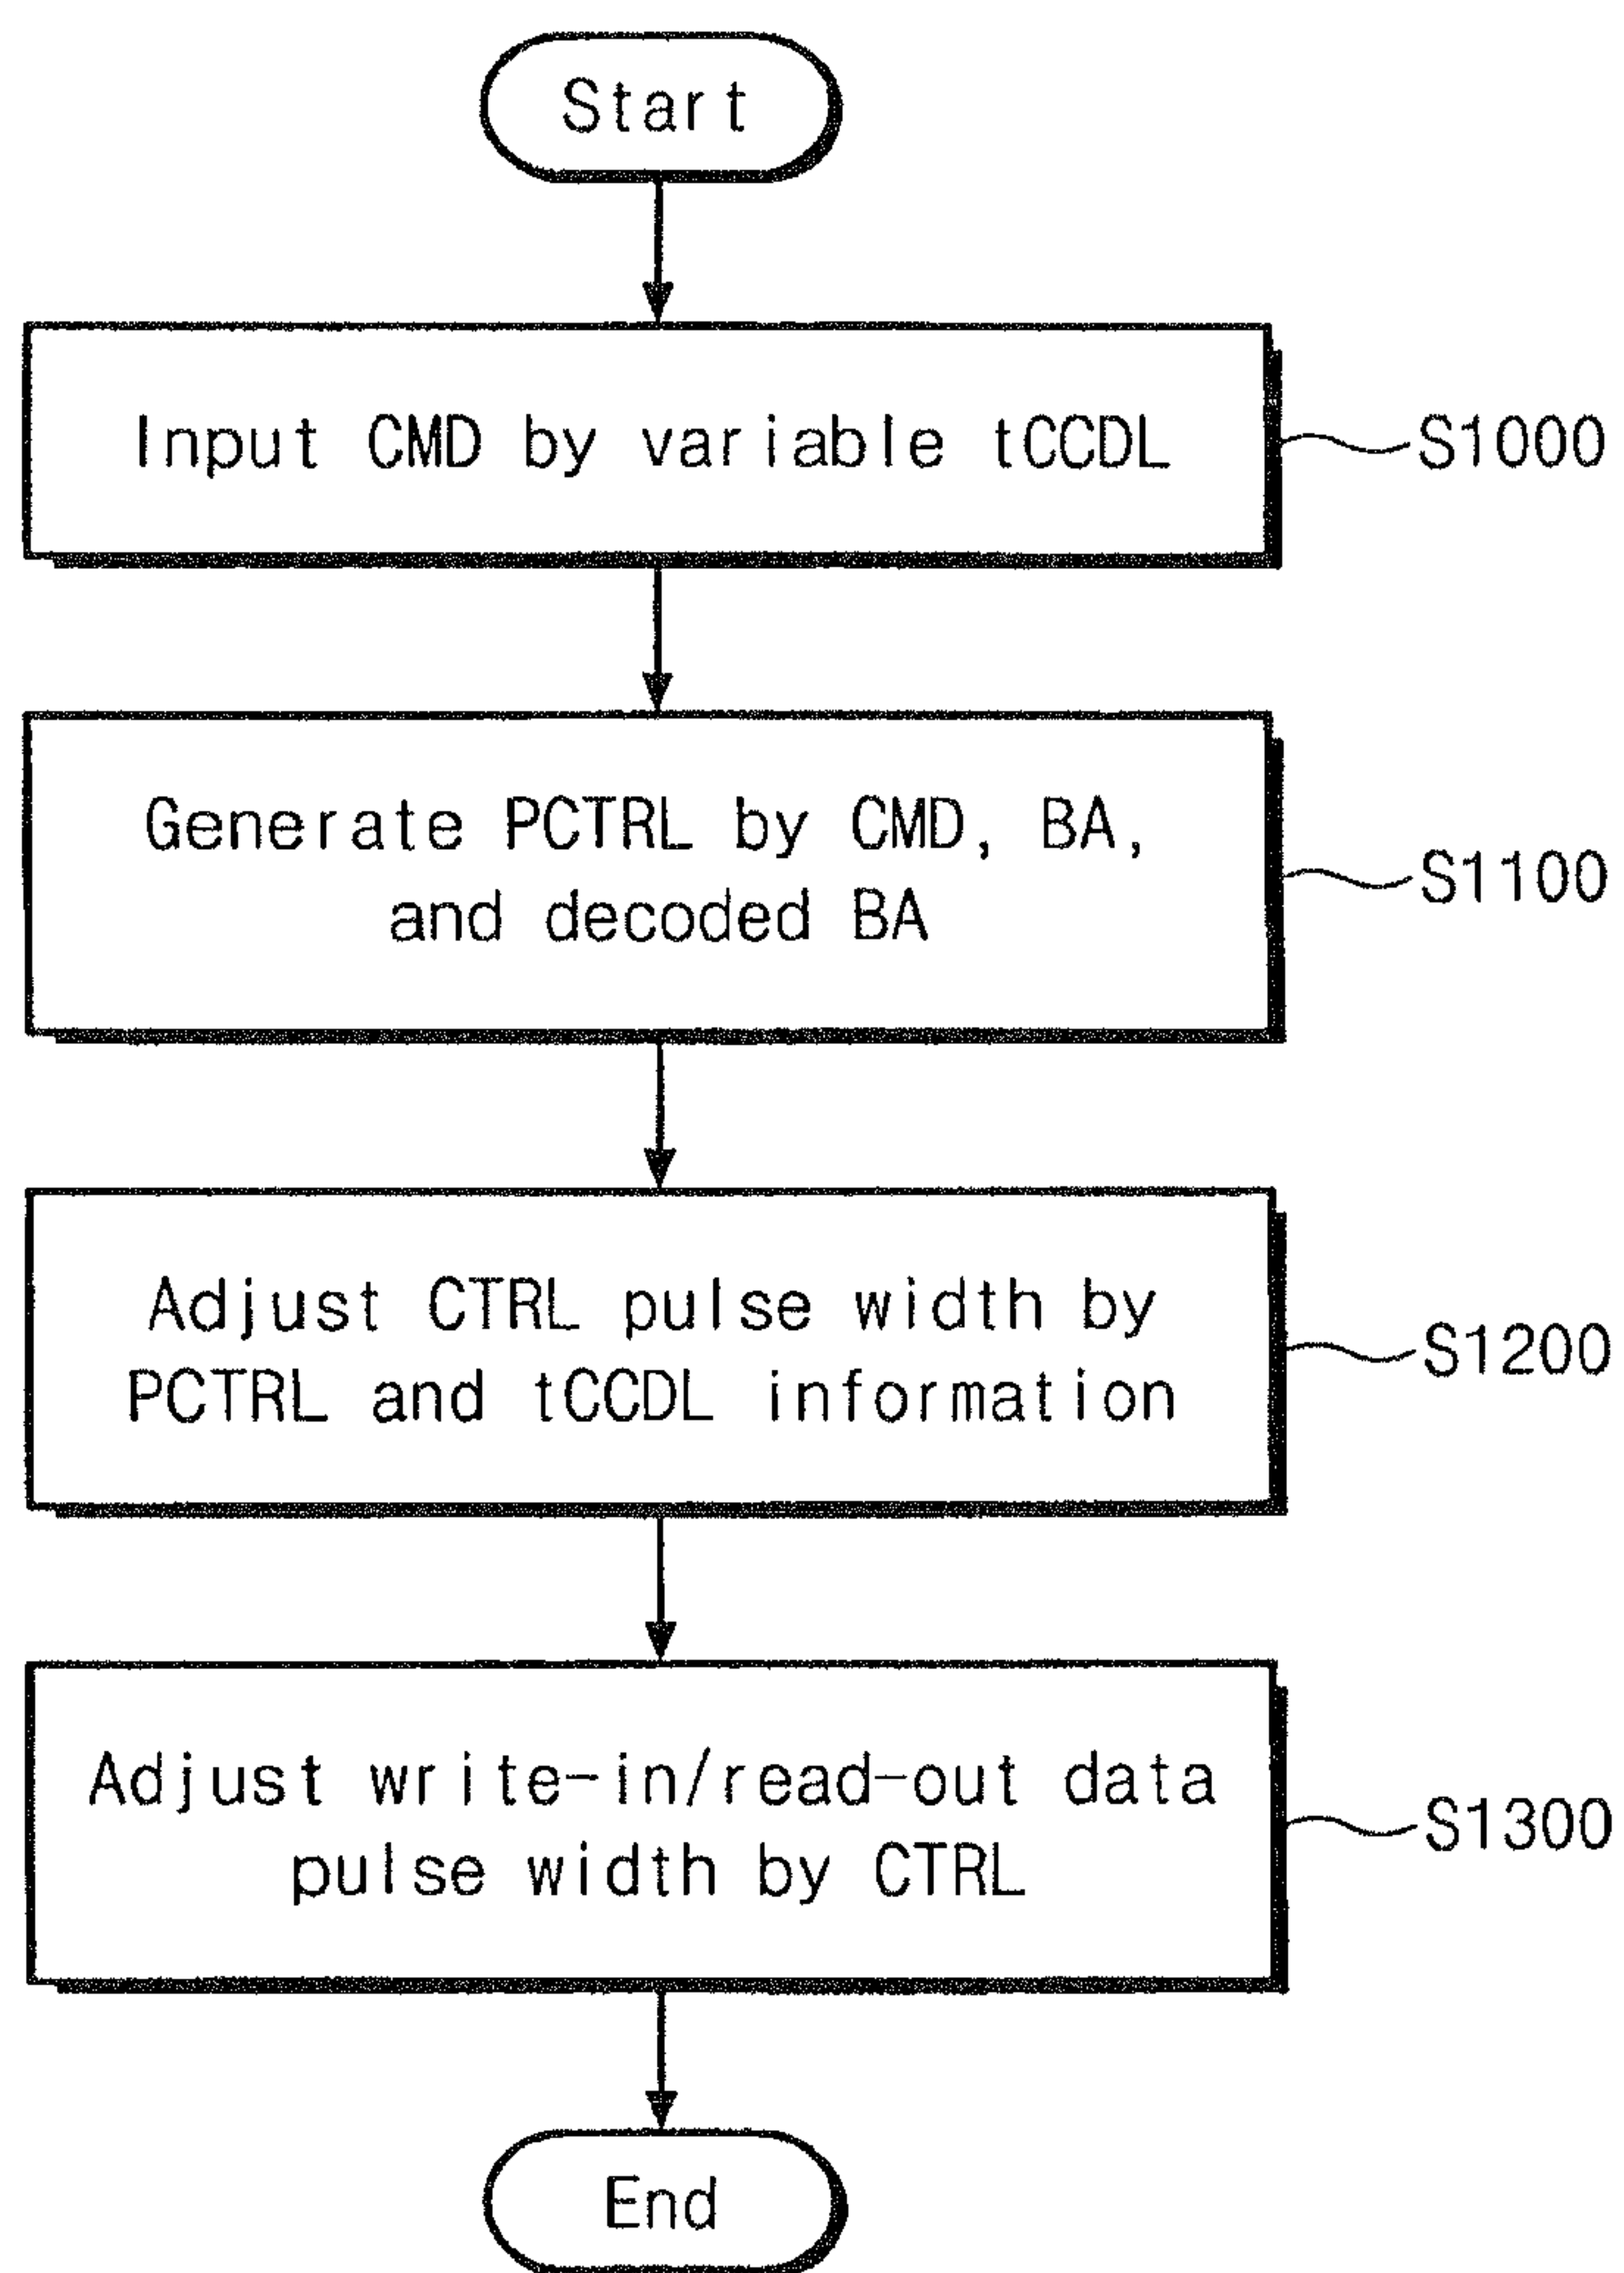 Start
Input CMD by variable tCCDL
S1000
Generate PCTRL by CMD, BA,
and decoded BA
S1100
Adjust CTRL pulse width by
PCTRL and tCCDL information
S1200
Adjust write-in/read-out data
pulse width by CTRL
S1300
End